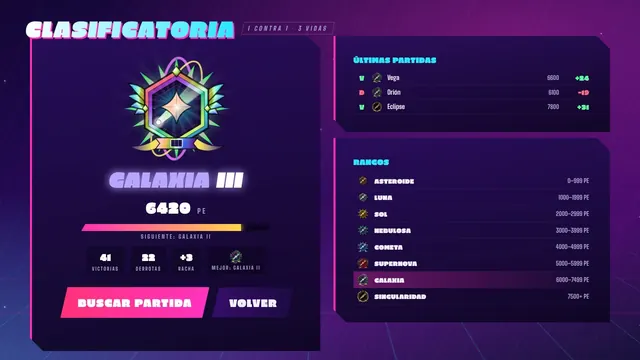 CLASIFICATORIA
1 CONTRA 1 3 VIDAS
GALAXIA III
6420 PE
SIGUIENTE: GALAXIA II
41 VICTORIAS
22 DERROTAS
+3 RACHA
MEJOR: GALAXIA II
BUSCAR PARTIDA
VOLVER
ÚLTIMAS PARTIDAS
V Vega 6600 +24
D Orión 6100 -19
V Eclipse 7800 +31
RANGOS
ASTEROIDE 0-999 PE
LUNA 1000-1999 PE
SOL 2000-2999 PE
NEBULOSA 3000-3999 PE
COMETA 4000-4999 PE
SUPERNOVA 5000-5999 PE
GALAXIA 6000-7499 PE
SINGULARIDAD 7500+ PE